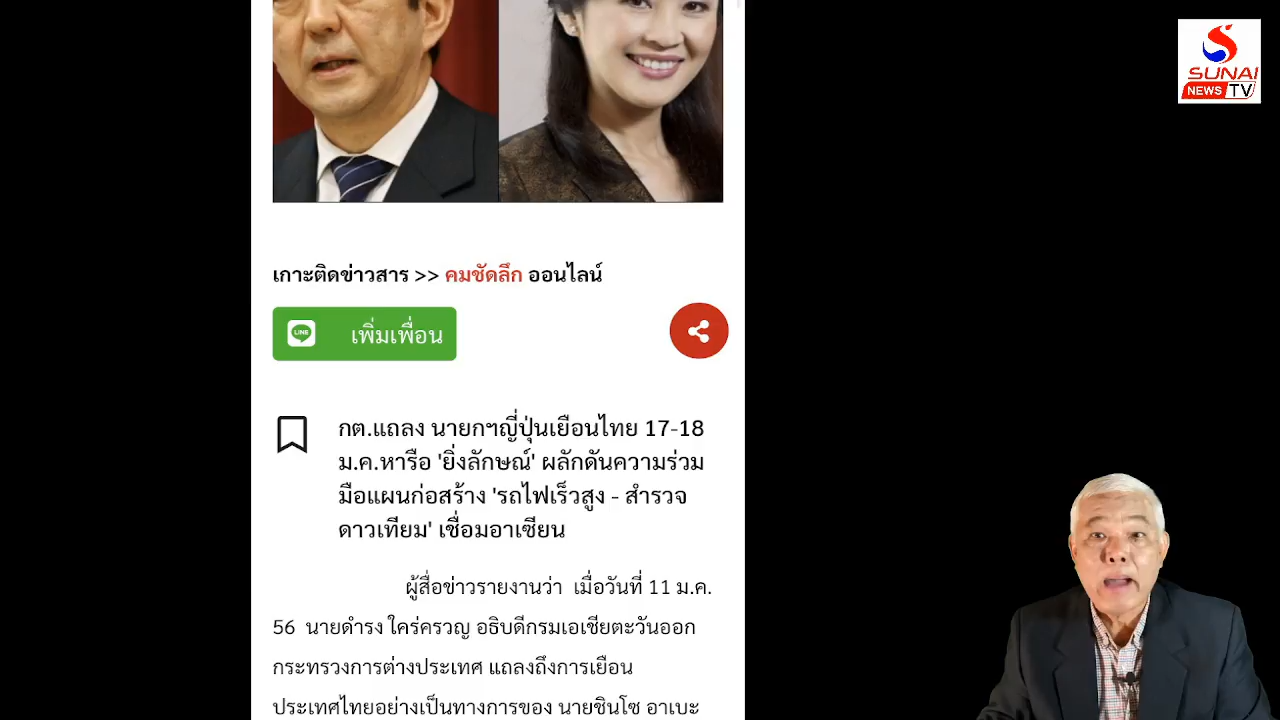 SUNAI
NEWS TV
เกาะติดข่าวสาร >> คมชัดลึก ออนไลน์
LINE เพิ่มเพื่อน
กต.แถลง นายกฯญี่ปุ่นเยือนไทย 17-18
ม.ค.หารือ 'ยิ่งลักษณ์' ผลักดันความร่วม
มือแผนก่อสร้าง 'รถไฟเร็วสูง - สำรวจ
ดาวเทียม' เชื่อมอาเซียน
ผู้สื่อข่าวรายงานว่า เมื่อวันที่ 11 ม.ค.
56 นายดำรง ใคร่ครวญ อธิบดีกรมเอเชียตะวันออก
กระทรวงการต่างประเทศ แถลงถึงการเยือน
ประเทศไทยอย่างเป็นทางการของ นายชินโซ อาเบะ